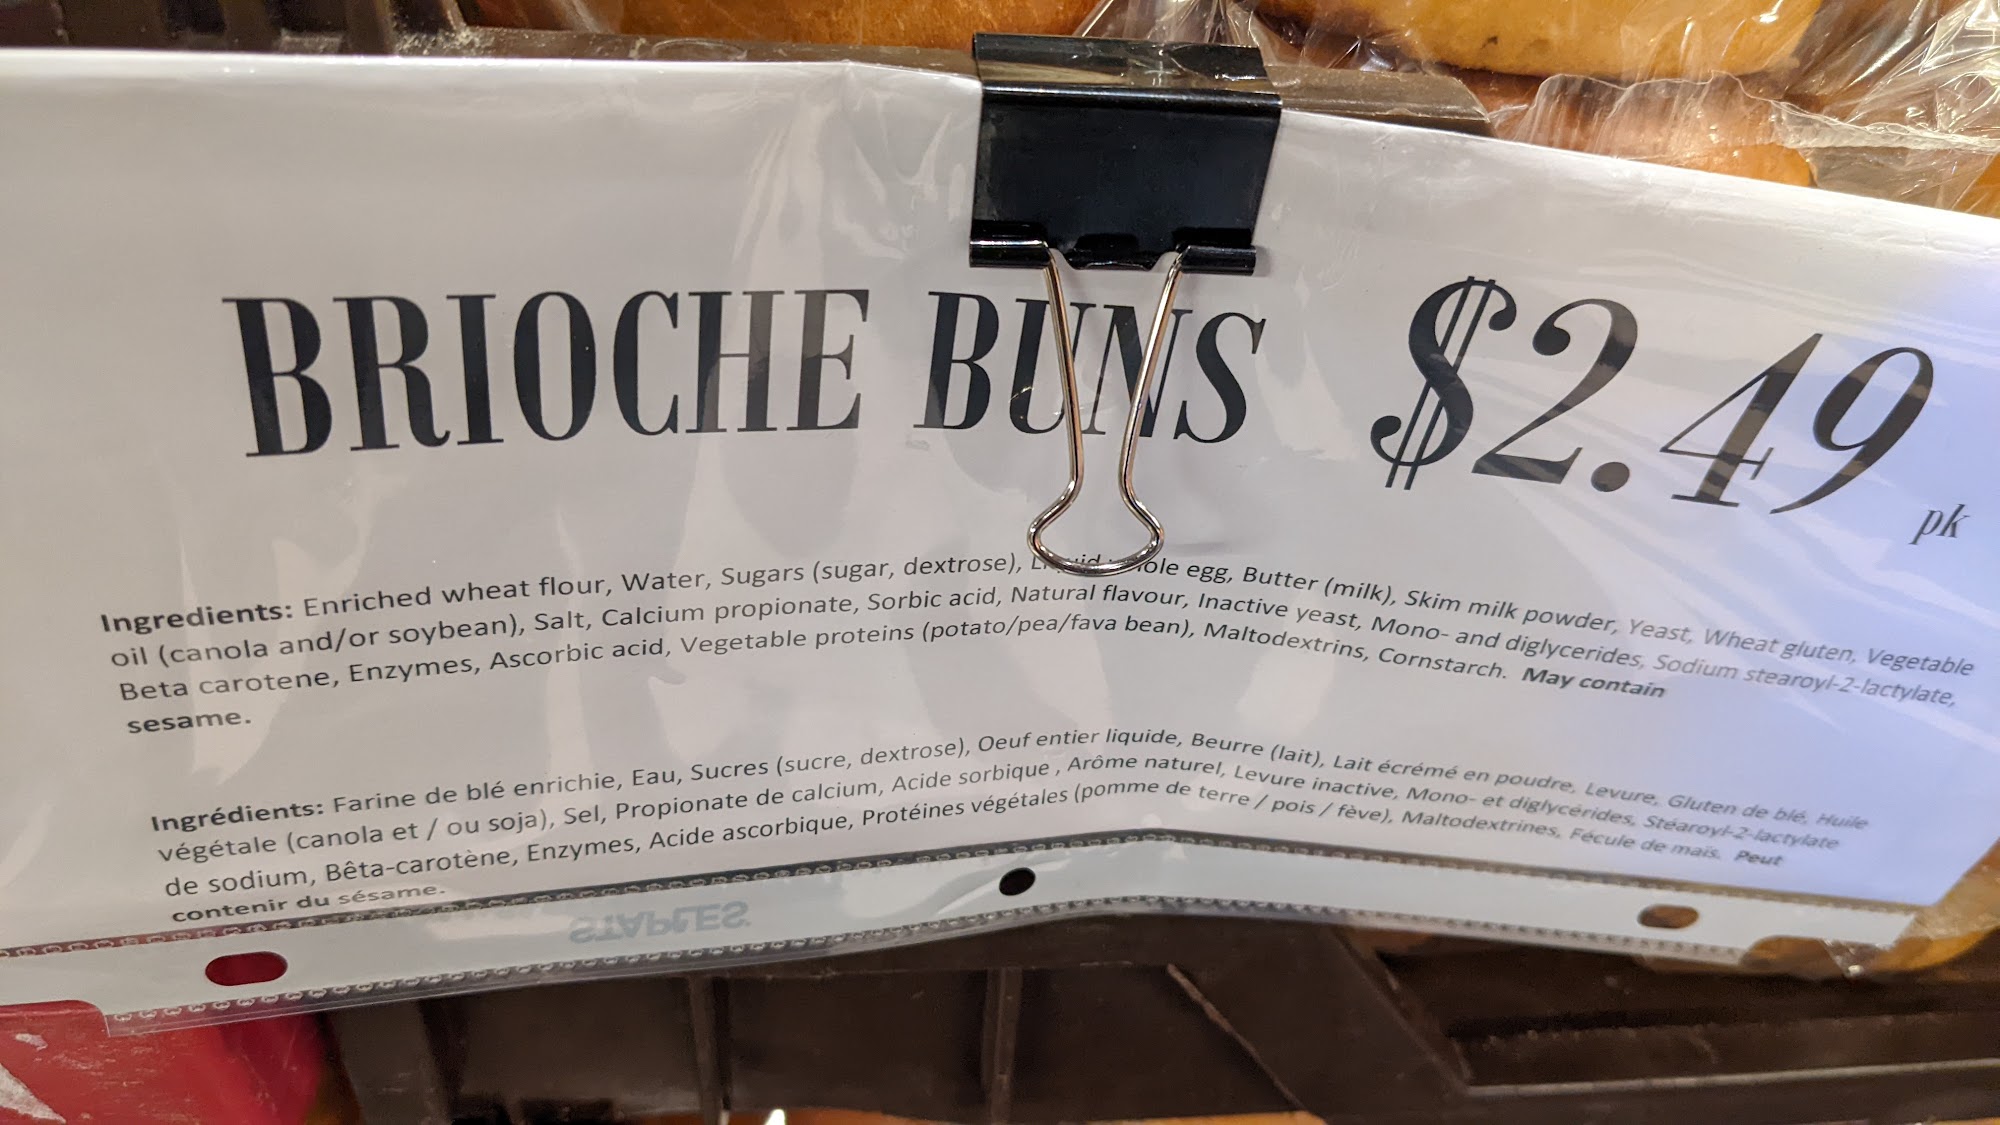 BRIOCHE BUNS $2.49 pk
Ingredients: Enriched wheat flour, Water, Sugars (sugar, dextrose), Liquid whole egg, Butter (milk), Skim milk powder, Yeast, Wheat gluten, Vegetable
oil (canola and/or soybean), Salt, Calcium propionate, Sorbic acid, Natural flavour, Inactive yeast, Mono- and diglycerides, Sodium stearoyl-2-lactylate,
Beta carotene, Enzymes, Ascorbic acid, Vegetable proteins (potato/pea/fava bean), Maltodextrins, Cornstarch. May contain
sesame.
Ingrédients: Farine de blé enrichie, Eau, Sucres (sucre, dextrose), Oeuf entier liquide, Beurre (lait), Lait écrémé en poudre, Levure, Gluten de blé, Huile
végétale (canola et / ou soja), Sel, Propionate de calcium, Acide sorbique , Arôme naturel, Levure inactive, Mono- et diglycérides, Stéaroyl-2-lactylate
de sodium, Bêta-carotène, Enzymes, Acide ascorbique, Protéines végétales (pomme de terre / pois / fève), Maltodextrines, Fécule de maïs. Peut
contenir du sésame.
STAPLES